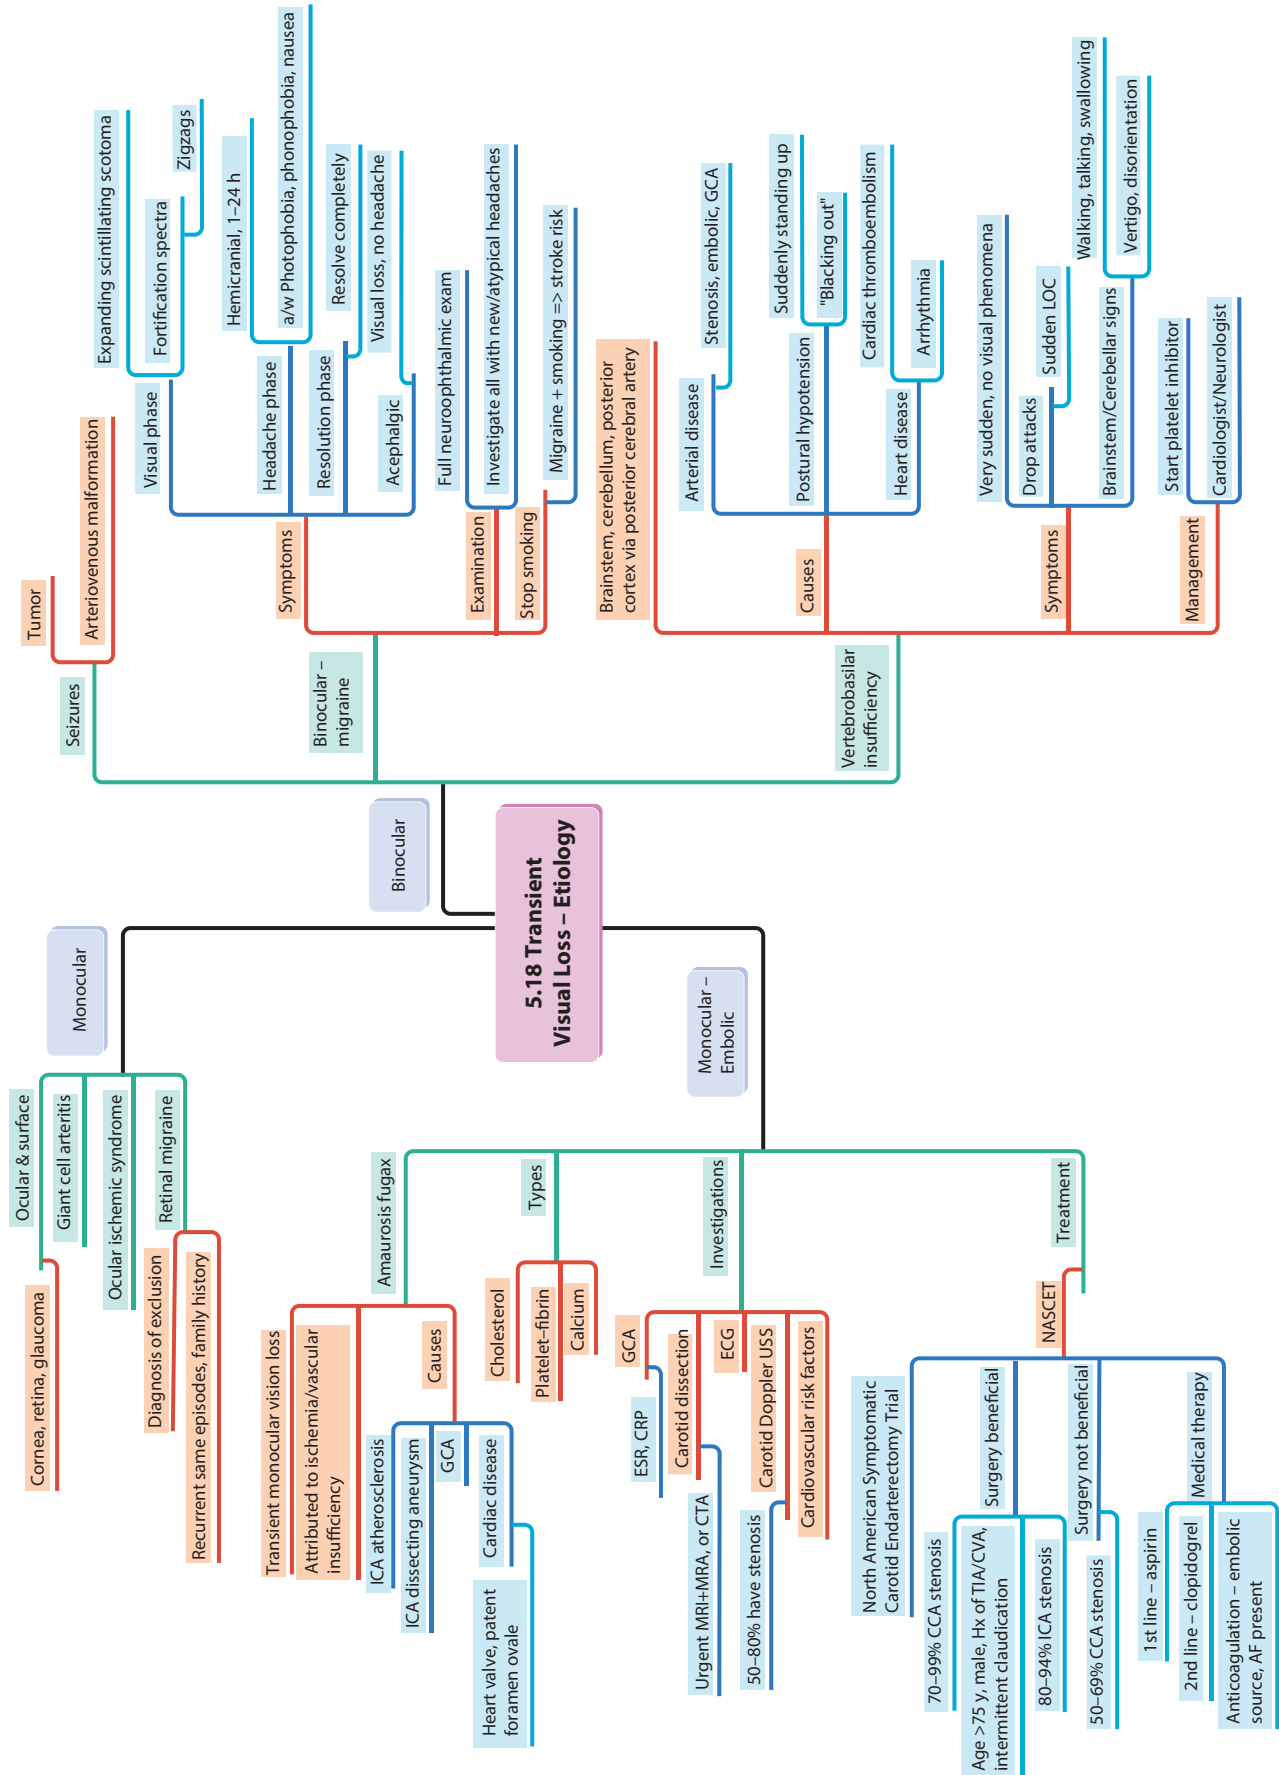 5.18 Transient
Visual Loss – Etiology
Monocular
Ocular & surface
Cornea, retina, glaucoma
Giant cell arteritis
Ocular ischemic syndrome
Retinal migraine
Diagnosis of exclusion
Recurrent same episodes, family history
Monocular –
Embolic
Amaurosis fugax
Transient monocular vision loss
Attributed to ischemia/vascular
insufficiency
Causes
ICA atherosclerosis
ICA dissecting aneurysm
GCA
Cardiac disease
Heart valve, patent
foramen ovale
Types
Cholesterol
Platelet–fibrin
Calcium
Investigations
GCA
ESR, CRP
Carotid dissection
Urgent MRI+MRA, or CTA
ECG
Carotid Doppler USS
50–80% have stenosis
Cardiovascular risk factors
Treatment
NASCET
North American Symptomatic
Carotid Endarterectomy Trial
Surgery beneficial
70–99% CCA stenosis
Age >75 y, male, Hx of TIA/CVA,
intermittent claudication
80–94% ICA stenosis
Surgery not beneficial
50–69% CCA stenosis
Medical therapy
1st line – aspirin
2nd line – clopidogrel
Anticoagulation – embolic
source, AF present
Binocular
Seizures
Tumor
Arteriovenous malformation
Binocular –
migraine
Symptoms
Visual phase
Expanding scintillating scotoma
Fortification spectra
Zigzags
Headache phase
Hemicranial, 1–24 h
a/w Photophobia, phonophobia, nausea
Resolution phase
Resolve completely
Acephalgic
Visual loss, no headache
Examination
Full neuroophthalmic exam
Investigate all with new/atypical headaches
Stop smoking
Migraine + smoking => stroke risk
Vertebrobasilar
insufficiency
Brainstem, cerebellum, posterior
cortex via posterior cerebral artery
Causes
Arterial disease
Stenosis, embolic, GCA
Postural hypotension
Suddenly standing up
"Blacking out"
Heart disease
Cardiac thromboembolism
Arrhythmia
Symptoms
Very sudden, no visual phenomena
Drop attacks
Sudden LOC
Brainstem/Cerebellar signs
Walking, talking, swallowing
Vertigo, disorientation
Management
Start platelet inhibitor
Cardiologist/Neurologist